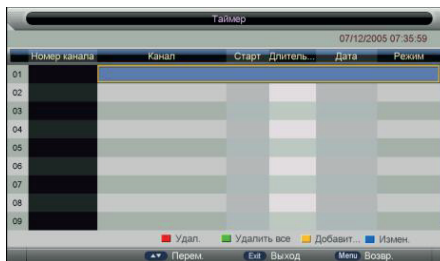 Таймер
07/12/2005 07:35:59
Номер канала Канал Старт Длитель... Дата Режим
01
02
03
04
05
06
07
08
09
Удал. Удалить все Добавит... Измен.
Перем. Exit Выход Menu Возвр.